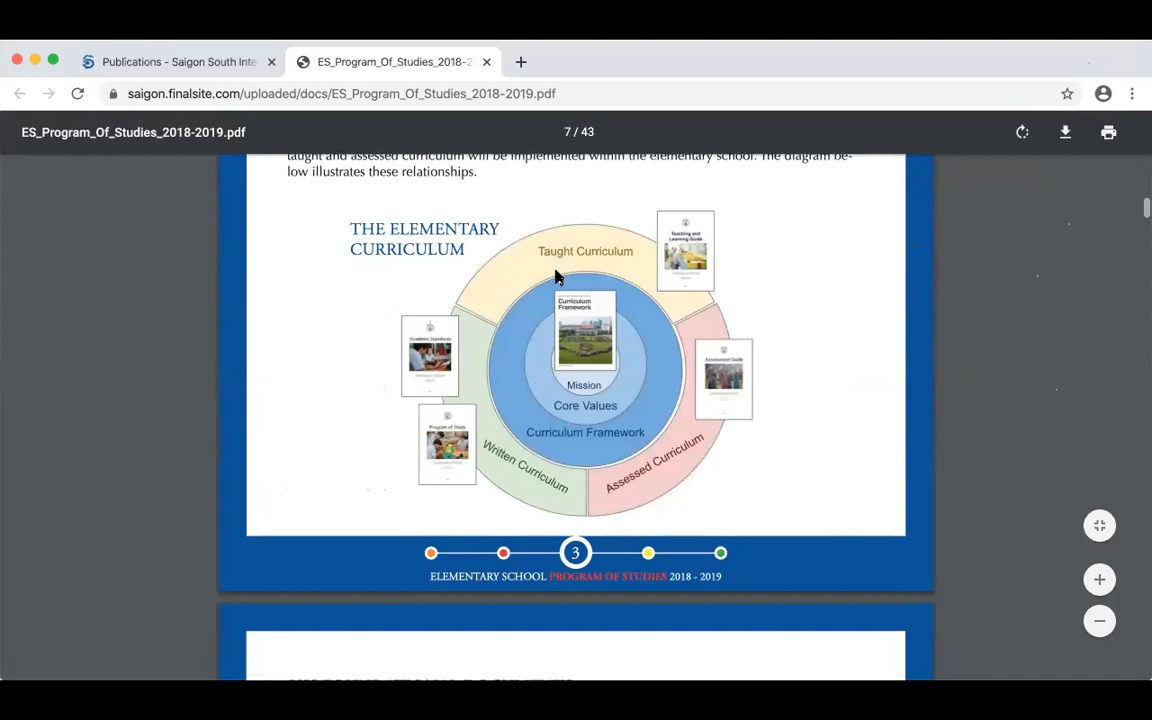 Publications - Saigon South Inte
ES_Program_Of_Studies_2018-2
saigon.finalsite.com/uploaded/docs/ES_Program_Of_Studies_2018-2019.pdf
ES_Program_Of_Studies_2018-2019.pdf
7 / 43
taught and assessed curriculum will be implemented within the elementary school. The diagram be-
low illustrates these relationships.
THE ELEMENTARY
CURRICULUM
Taught Curriculum
Teaching and
Learning Guide
Curriculum
Framework
Academic Standards
Assessment Guide
Mission
Core Values
Program of Study
Curriculum Framework
Written Curriculum
Assessed Curriculum
3
ELEMENTARY SCHOOL PROGRAM OF STUDIES 2018 - 2019